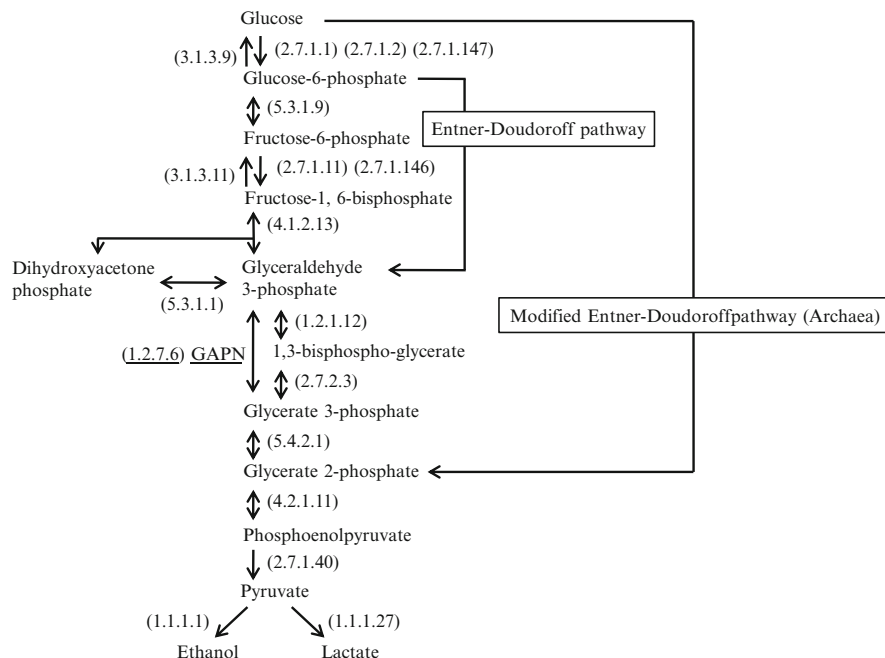 Glucose
(3.1.3.9) (2.7.1.1) (2.7.1.2) (2.7.1.147)
Glucose-6-phosphate
(5.3.1.9)
Entner-Doudoroff pathway
Fructose-6-phosphate
(3.1.3.11) (2.7.1.11) (2.7.1.146)
Fructose-1, 6-bisphosphate
(4.1.2.13)
Dihydroxyacetone
phosphate
(5.3.1.1)
Glyceraldehyde
3-phosphate
(1.2.1.12)
Modified Entner-Doudoroffpathway (Archaea)
(1.2.7.6) GAPN
1,3-bisphospho-glycerate
(2.7.2.3)
Glycerate 3-phosphate
(5.4.2.1)
Glycerate 2-phosphate
(4.2.1.11)
Phosphoenolpyruvate
(2.7.1.40)
Pyruvate
(1.1.1.1) (1.1.1.27)
Ethanol Lactate